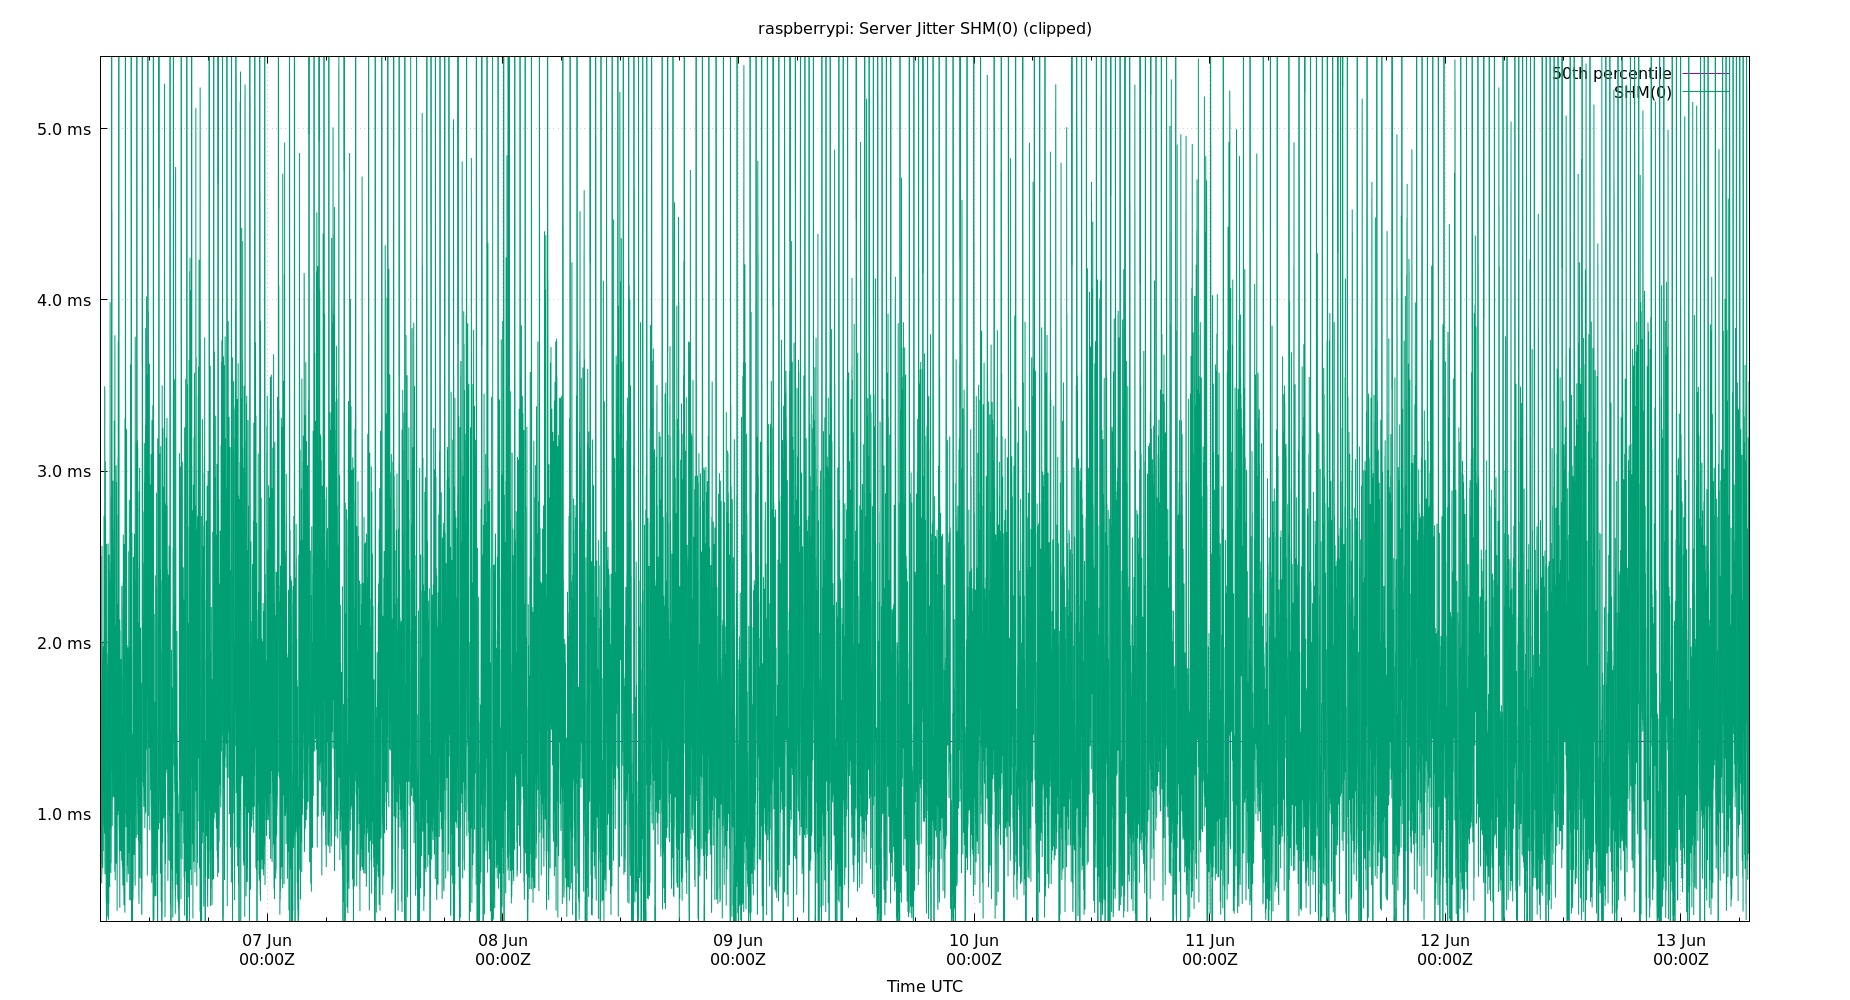 raspberrypi: Server Jitter SHM(0) (clipped)
50th percentile
SHM(0)
5.0 ms
4.0 ms
3.0 ms
2.0 ms
1.0 ms
07 Jun 08 Jun 09 Jun 10 Jun 11 Jun 12 Jun 13 Jun
00:00Z 00:00Z 00:00Z 00:00Z 00:00Z 00:00Z 00:00Z
Time UTC